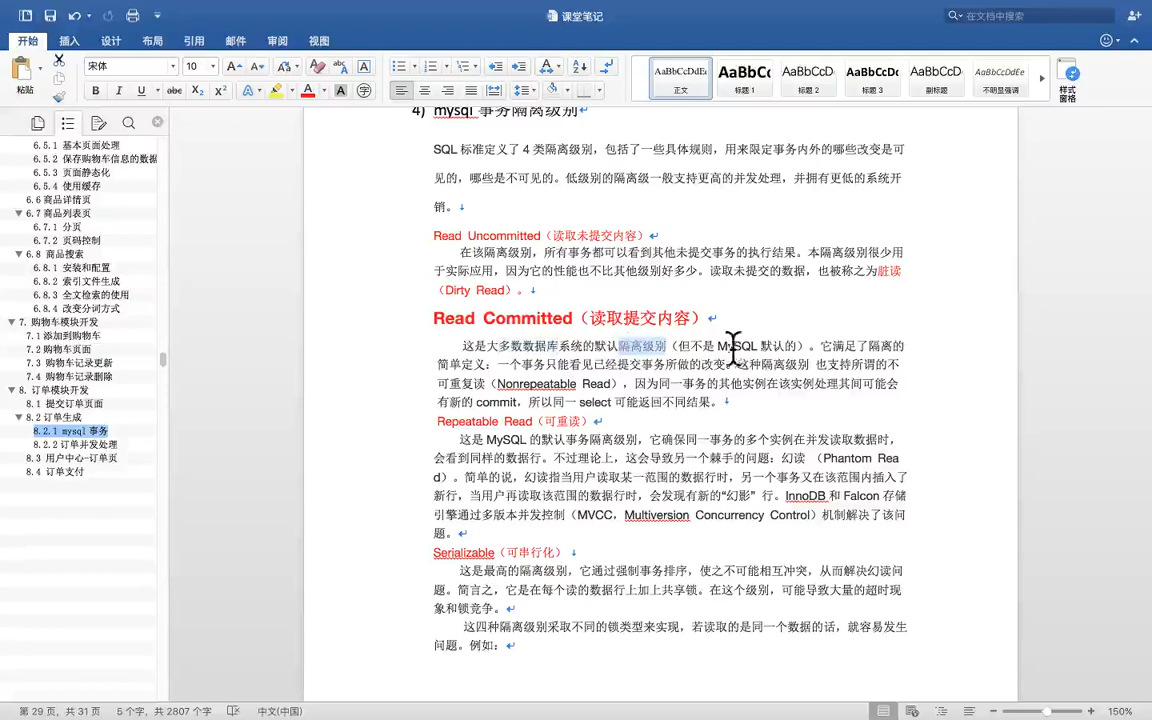 课堂笔记
在文档中搜索
开始 插入 设计 布局 引用 邮件 审阅 视图
粘贴
宋体 10
AaBbCcDdEe AaBbCc AaBbCcD AaBbCcDc AaBbCcD AaBbCcDdEe
正文 标题 1 标题 2 标题 3 副标题 不明显强调
样式
窗格
6.5.1 基本页面处理
6.5.2 保存购物车信息的数据
6.5.3 页面静态化
6.5.4 使用缓存
6.6 商品详情页
6.7 商品列表页
6.7.1 分页
6.7.2 页码控制
6.8 商品搜索
6.8.1 安装和配置
6.8.2 索引文件生成
6.8.3 全文检索的使用
6.8.4 改变分词方式
7. 购物车模块开发
7.1 添加到购物车
7.2 购物车页面
7.3 购物车记录更新
7.4 购物车记录删除
8. 订单模块开发
8.1 提交订单页面
8.2 订单生成
8.2.1 mysql 事务
8.2.2 订单并发处理
8.3 用户中心-订单页
8.4 订单支付
4) mysql 事务隔离级别
SQL 标准定义了 4 类隔离级别，包括了一些具体规则，用来限定事务内外的哪些改变是可
见的，哪些是不可见的。低级别的隔离级一般支持更高的并发处理，并拥有更低的系统开
销。
Read Uncommitted（读取未提交内容）
在该隔离级别，所有事务都可以看到其他未提交事务的执行结果。本隔离级别很少用
于实际应用，因为它的性能也不比其他级别好多少。读取未提交的数据，也被称之为脏读
（Dirty Read）。
Read Committed（读取提交内容）
这是大多数数据库系统的默认隔离级别（但不是 MySQL 默认的）。它满足了隔离的
简单定义：一个事务只能看见已经提交事务所做的改变。这种隔离级别 也支持所谓的不
可重复读（Nonrepeatable Read），因为同一事务的其他实例在该实例处理其间可能会
有新的 commit，所以同一 select 可能返回不同结果。
Repeatable Read（可重读）
这是 MySQL 的默认事务隔离级别，它确保同一事务的多个实例在并发读取数据时，
会看到同样的数据行。不过理论上，这会导致另一个棘手的问题：幻读 （Phantom Rea
d）。简单的说，幻读指当用户读取某一范围的数据行时，另一个事务又在该范围内插入了
新行，当用户再读取该范围的数据行时，会发现有新的“幻影” 行。InnoDB 和 Falcon 存储
引擎通过多版本并发控制（MVCC，Multiversion Concurrency Control）机制解决了该问
题。
Serializable（可串行化）
这是最高的隔离级别，它通过强制事务排序，使之不可能相互冲突，从而解决幻读问
题。简言之，它是在每个读的数据行上加上共享锁。在这个级别，可能导致大量的超时现
象和锁竞争。
这四种隔离级别采取不同的锁类型来实现，若读取的是同一个数据的话，就容易发生
问题。例如：
第 29 页，共 31 页 5 个字，共 2807 个字 中文(中国) 150%